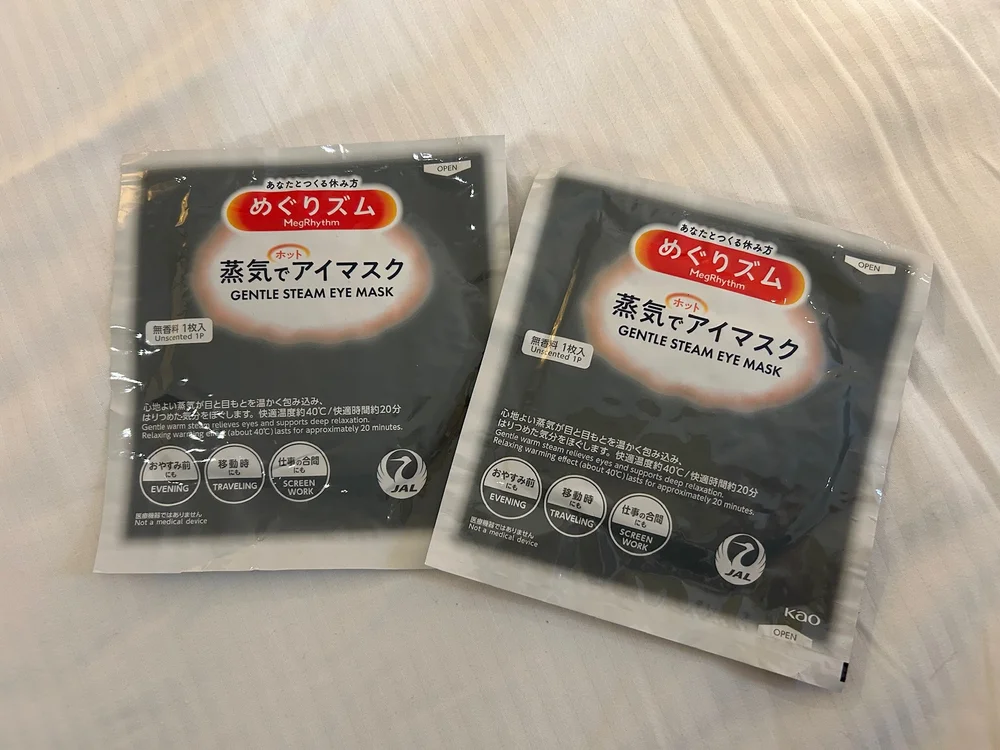 OPEN
あなたとつくる休み方
めぐりズム
MegRhythm
ホット
蒸気でアイマスク
GENTLE STEAM EYE MASK
無香料 1枚入
Unscented 1P
心地よい蒸気が目と目もとを温かく包み込み、
はりつめた気分をほぐします。快適温度約40℃/快適時間約20分
Gentle warm steam relieves eyes and supports deep relaxation.
Relaxing warming effect (about 40℃) lasts for approximately 20 minutes.
おやすみ前
にも
EVENING
移動時
にも
TRAVELING
仕事の合間
にも
SCREEN
WORK
JAL
医療機器ではありません
Not a medical device
OPEN
あなたとつくる休み方
めぐりズム
MegRhythm
ホット
蒸気でアイマスク
GENTLE STEAM EYE MASK
無香料 1枚入
Unscented 1P
心地よい蒸気が目と目もとを温かく包み込み、
はりつめた気分をほぐします。快適温度約40℃/快適時間約20分
Gentle warm steam relieves eyes and supports deep relaxation.
Relaxing warming effect (about 40℃) lasts for approximately 20 minutes.
おやすみ前
にも
EVENING
移動時
にも
TRAVELING
仕事の合間
にも
SCREEN
WORK
JAL
医療機器ではありません
Not a medical device
Kao
OPEN